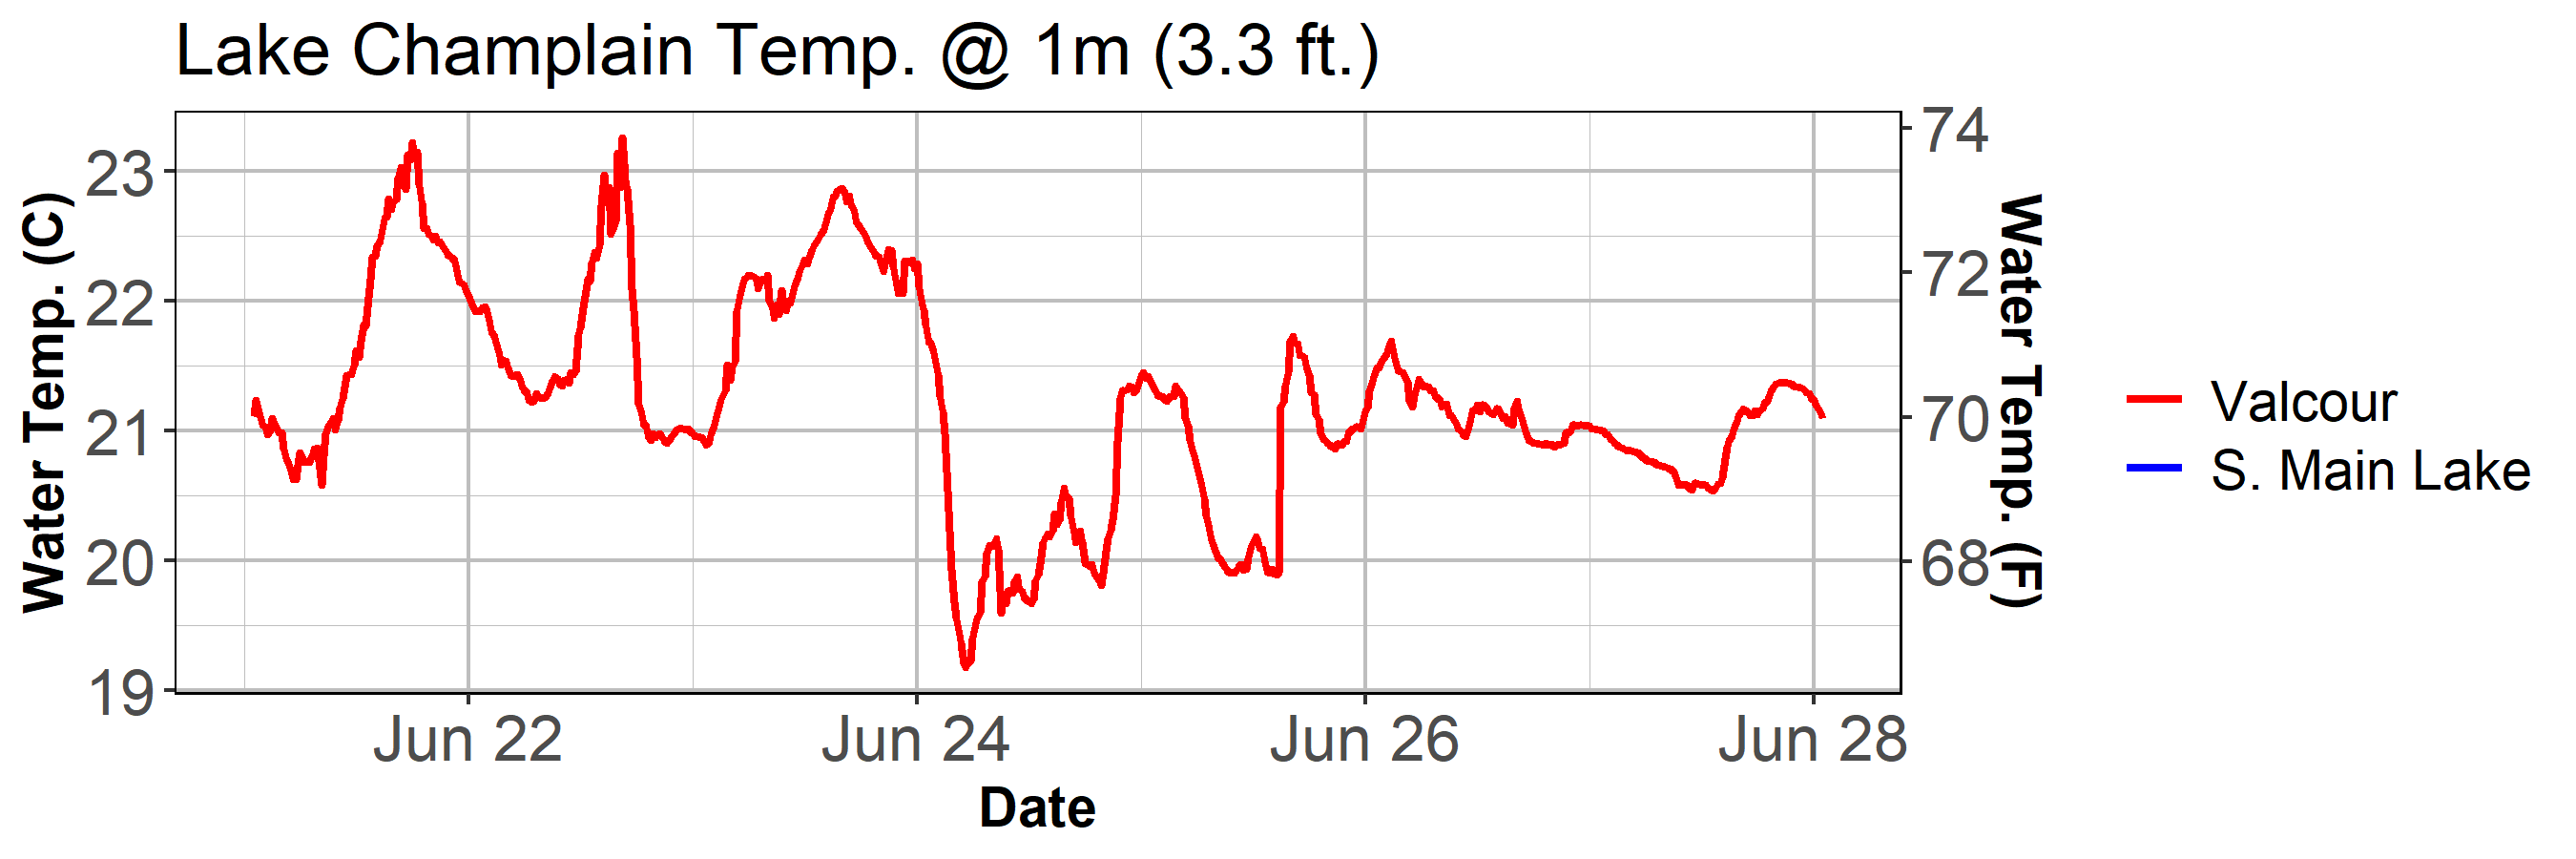 Lake Champlain Temp. @ 1m (3.3 ft.)
Water Temp. (C)
23
22
21
20
19
74
72
70
68
Water Temp. (F)
Jun 22
Jun 24
Jun 26
Jun 28
Date
Valcour
S. Main Lake